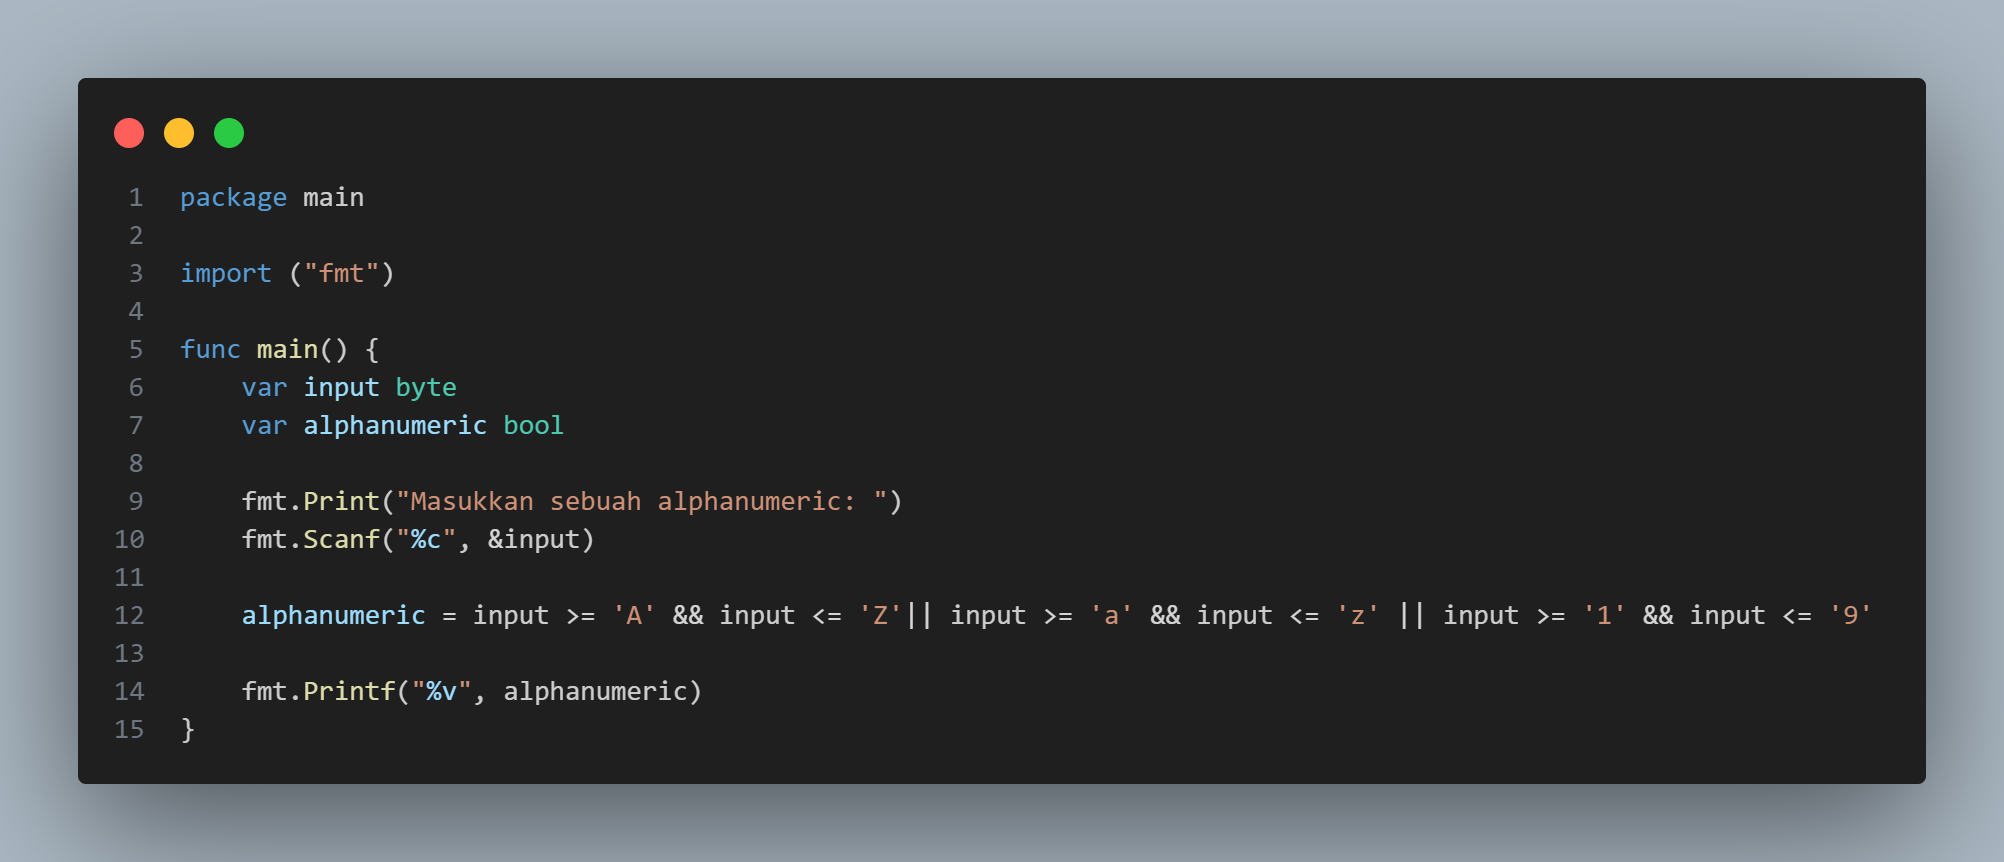 1 package main
2
3 import ("fmt")
4
5 func main() {
6     var input byte
7     var alphanumeric bool
8
9     fmt.Print("Masukkan sebuah alphanumeric: ")
10     fmt.Scanf("%c", &input)
11
12     alphanumeric = input >= 'A' && input <= 'Z'|| input >= 'a' && input <= 'z' || input >= '1' && input <= '9'
13
14     fmt.Printf("%v", alphanumeric)
15 }